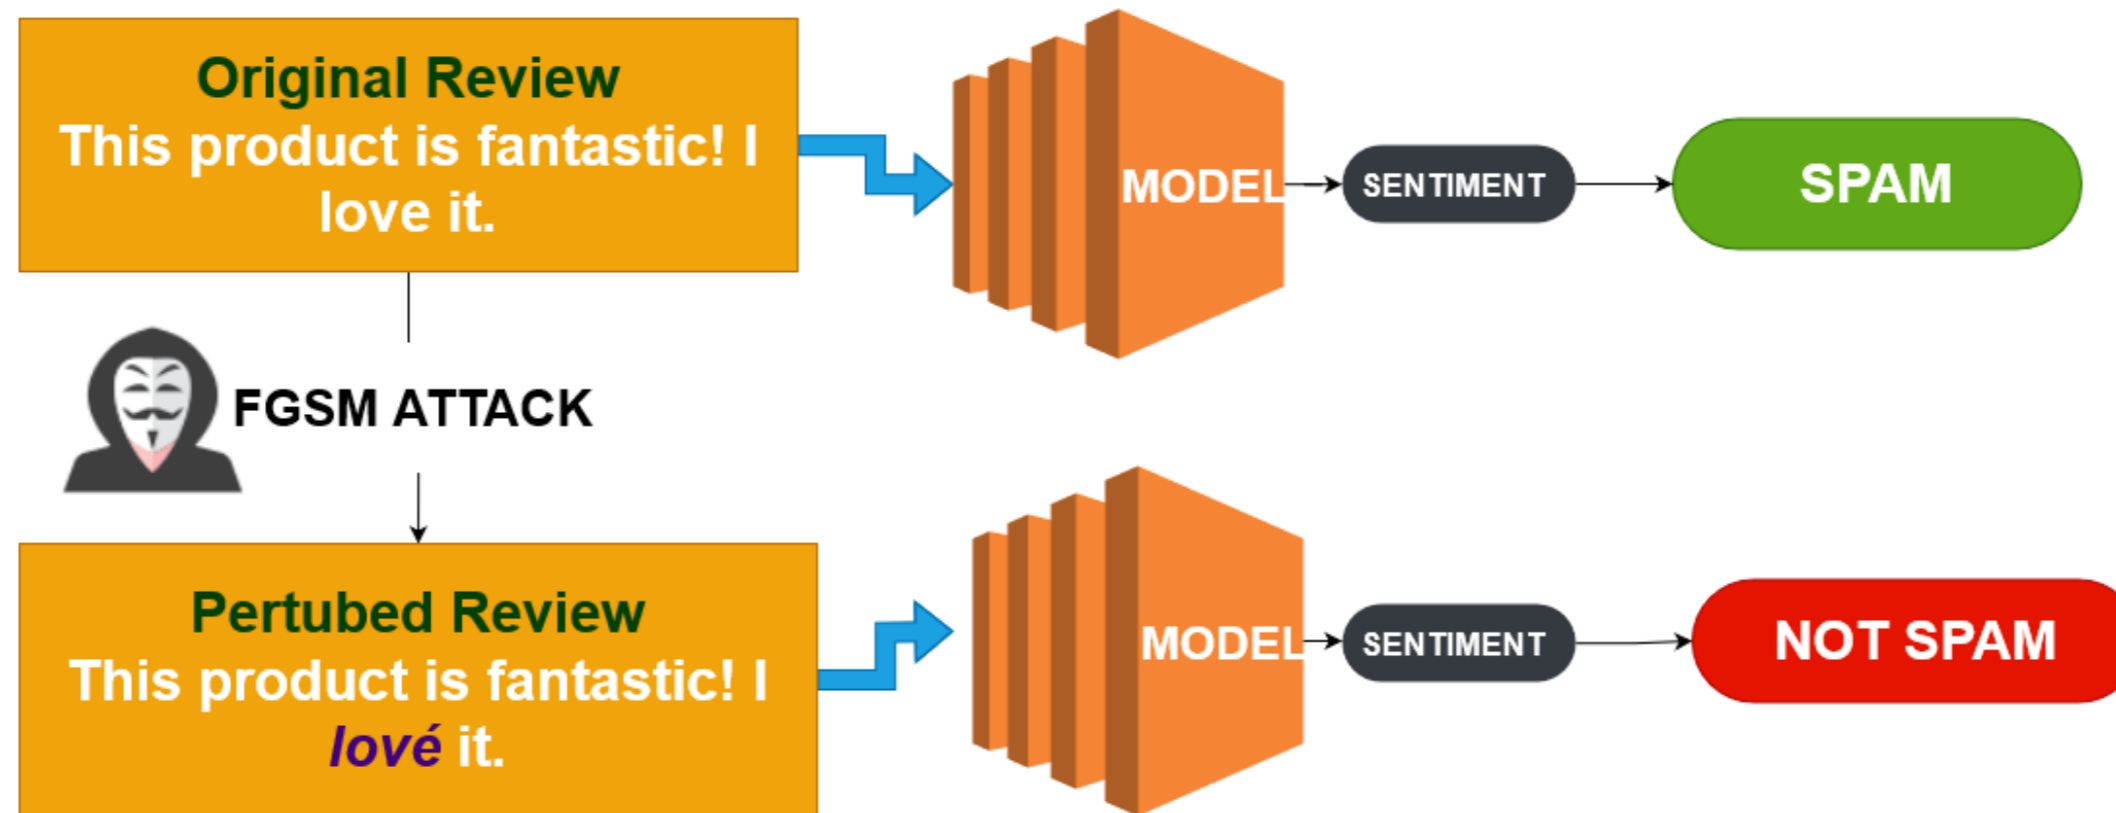 Original Review
This product is fantastic! I
love it.
MODEL
SENTIMENT
SPAM
FGSM ATTACK
Pertubed Review
This product is fantastic! I
lové it.
MODEL
SENTIMENT
NOT SPAM